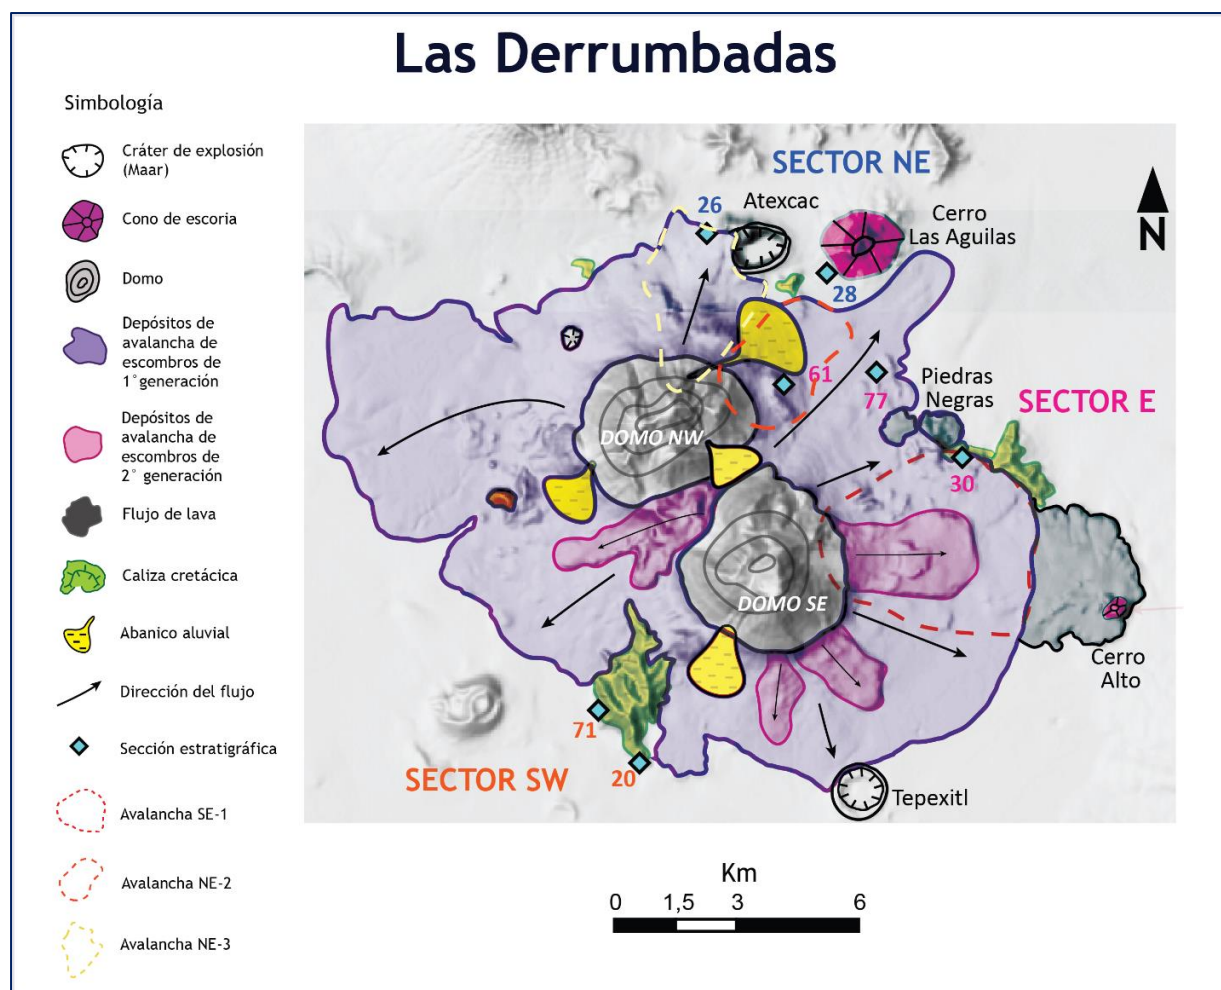 Las Derrumbadas
Simbología
Cráter de explosión
(Maar)
Cono de escoria
Domo
Depósitos de
avalancha de
escombros de
1°generación
Depósitos de
avalancha de
escombros de
2° generación
Flujo de lava
Caliza cretácica
Abanico aluvial
Dirección del flujo
Sección estratigráfica
Avalancha SE-1
Avalancha NE-2
Avalancha NE-3
SECTOR NE
26
Atexcac
Cerro
Las Aguilas
N
28
61
77
Piedras
Negras
SECTOR E
DOMO NW
30
DOMO SE
Cerro
Alto
71
SECTOR SW
20
Tepexitl
Km
0 1,5 3 6